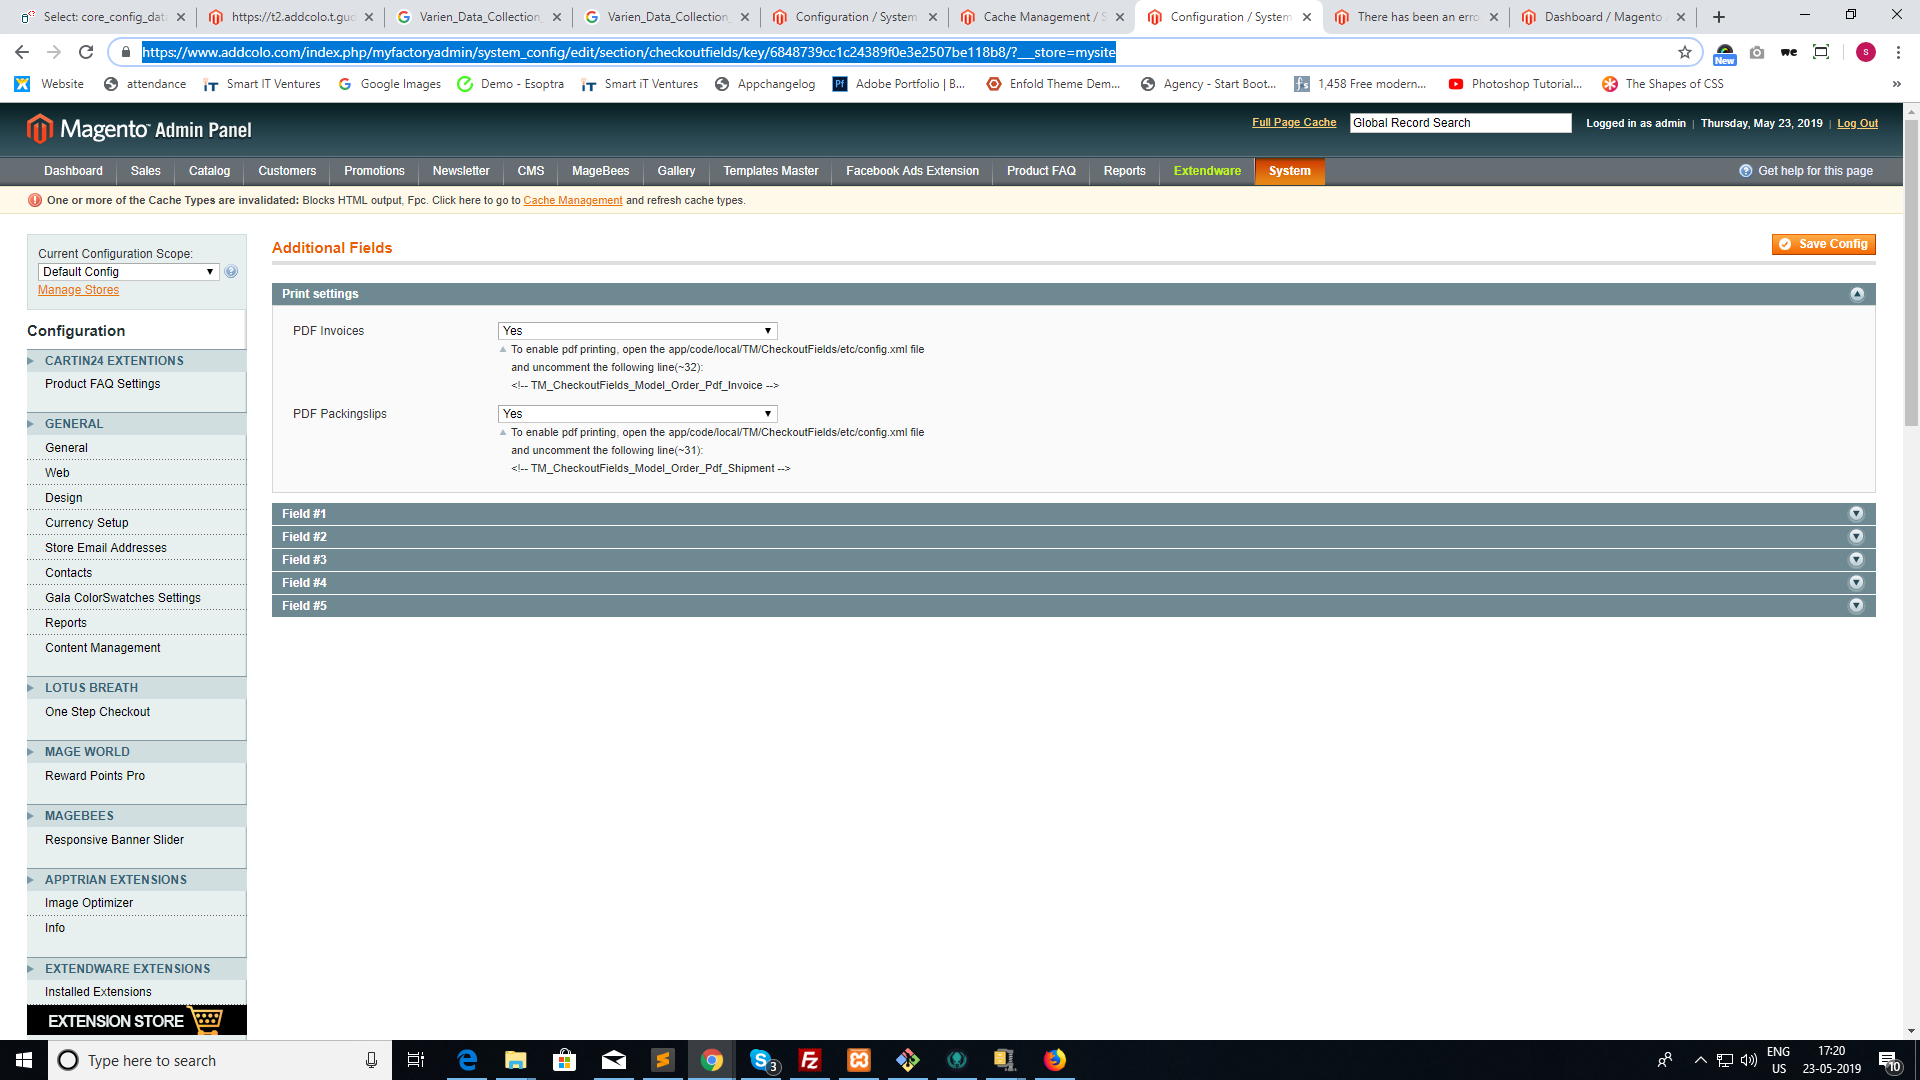 Select: core_config_dat
https://t2.addcolo.t.guc
Varien_Data_Collection_
Varien_Data_Collection_
Configuration / System
Cache Management / S
Configuration / System
There has been an erro
Dashboard / Magento A
https://www.addcolo.com/index.php/myfactoryadmin/system_config/edit/section/checkoutfields/key/6848739cc1c24389f0e3e2507be118b8/?___store=mysite
New
we
s
Website
attendance
Smart IT Ventures
Google Images
Demo - Esoptra
Smart iT Ventures
Appchangelog
Pf
Adobe Portfolio | B...
Enfold Theme Dem...
Agency - Start Boot...
1,458 Free modern...
Photoshop Tutorial...
The Shapes of CSS
»
Magento™ Admin Panel
Full Page Cache
Global Record Search
Logged in as admin | Thursday, May 23, 2019 | Log Out
Dashboard
Sales
Catalog
Customers
Promotions
Newsletter
CMS
MageBees
Gallery
Templates Master
Facebook Ads Extension
Product FAQ
Reports
Extendware
System
Get help for this page
One or more of the Cache Types are invalidated: Blocks HTML output, Fpc. Click here to go to Cache Management and refresh cache types.
Current Configuration Scope:
Default Config
Manage Stores
Configuration
CARTIN24 EXTENTIONS
Product FAQ Settings
GENERAL
General
Web
Design
Currency Setup
Store Email Addresses
Contacts
Gala ColorSwatches Settings
Reports
Content Management
LOTUS BREATH
One Step Checkout
MAGE WORLD
Reward Points Pro
MAGEBEES
Responsive Banner Slider
APPTRIAN EXTENSIONS
Image Optimizer
Info
EXTENDWARE EXTENSIONS
Installed Extensions
EXTENSION STORE
Additional Fields
Save Config
Print settings
PDF Invoices
Yes
To enable pdf printing, open the app/code/local/TM/CheckoutFields/etc/config.xml file
and uncomment the following line(~32):
<!-- TM_CheckoutFields_Model_Order_Pdf_Invoice -->
PDF Packingslips
Yes
To enable pdf printing, open the app/code/local/TM/CheckoutFields/etc/config.xml file
and uncomment the following line(~31):
<!-- TM_CheckoutFields_Model_Order_Pdf_Shipment -->
Field #1
Field #2
Field #3
Field #4
Field #5
Type here to search
3
ENG
US
17:20
23-05-2019
10